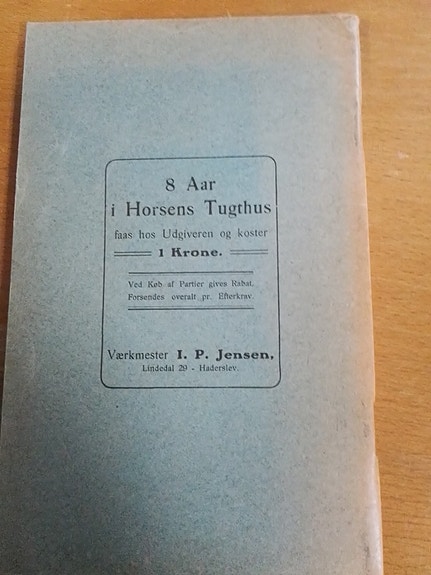 8 Aar
i Horsens Tugthus
faas hos Udgiveren og koster
1 Krone.
Ved Køb af Partier gives Rabat.
Forsendes overalt pr. Efterkrav.
Værkmester I. P. Jensen,
Lindedal 29 - Haderslev.